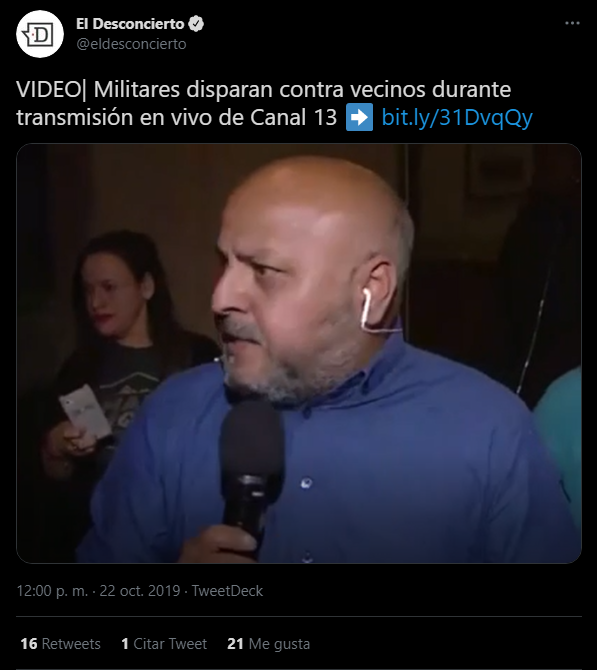 El Desconcierto
@eldesconcierto
VIDEO| Militares disparan contra vecinos durante
transmisión en vivo de Canal 13 ➡ bit.ly/31DvqQy
12:00 p. m. · 22 oct. 2019 · TweetDeck
16 Retweets 1 Citar Tweet 21 Me gusta